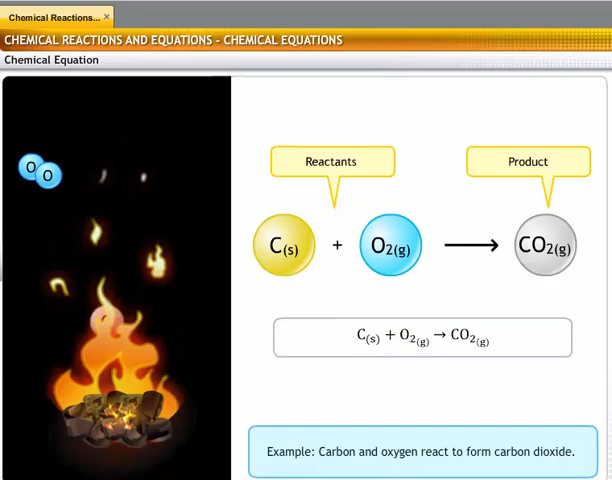 Chemical Reactions... ×
CHEMICAL REACTIONS AND EQUATIONS - CHEMICAL EQUATIONS
Chemical Equation
Reactants
Product
O O
C(s) + O2(g) → CO2(g)
C(s) + O2(g) → CO2(g)
Example: Carbon and oxygen react to form carbon dioxide.